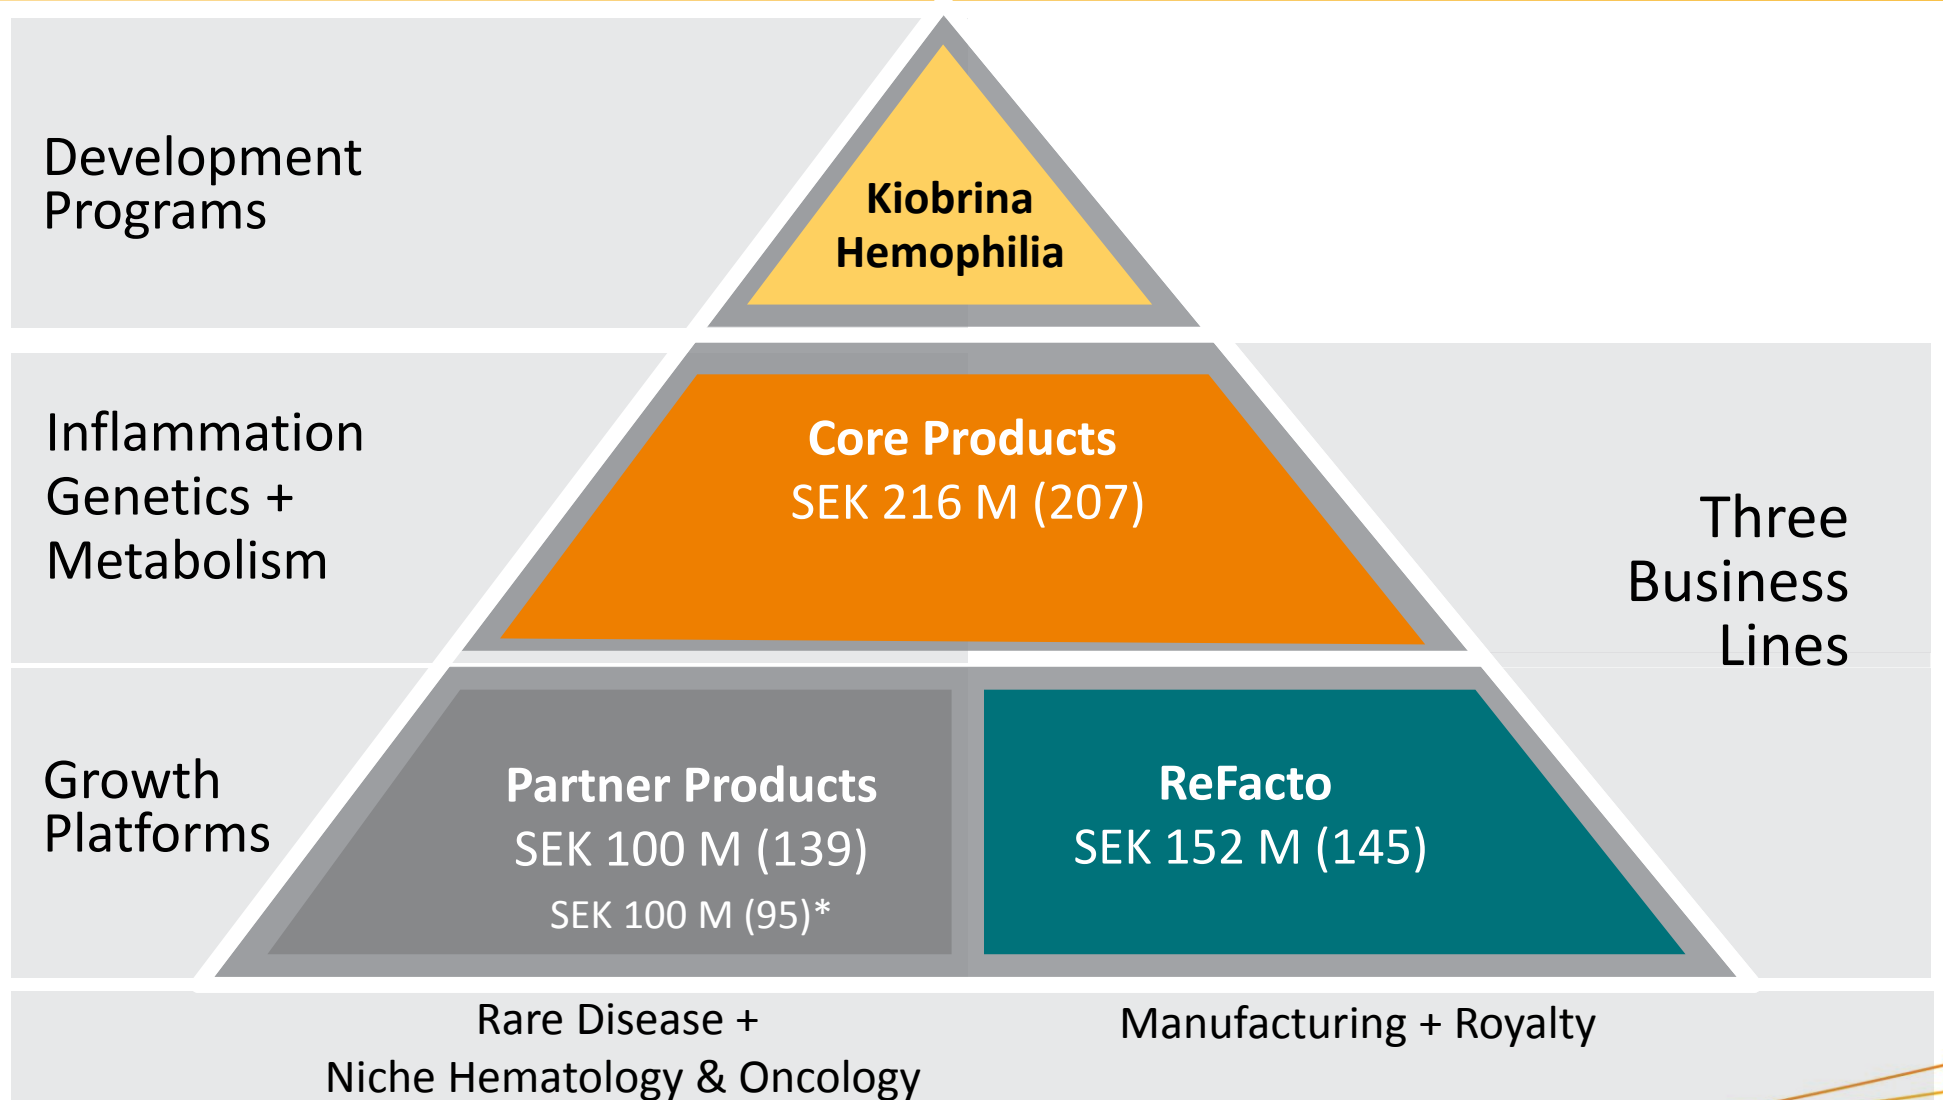 Development
Programs
Kiobrina
Hemophilia
Inflammation
Genetics +
Metabolism
Core Products
SEK 216 M (207)
Three
Business
Lines
Growth
Platforms
Partner Products
SEK 100 M (139)
SEK 100 M (95)*
ReFacto
SEK 152 M (145)
Rare Disease +
Niche Hematology & Oncology
Manufacturing + Royalty